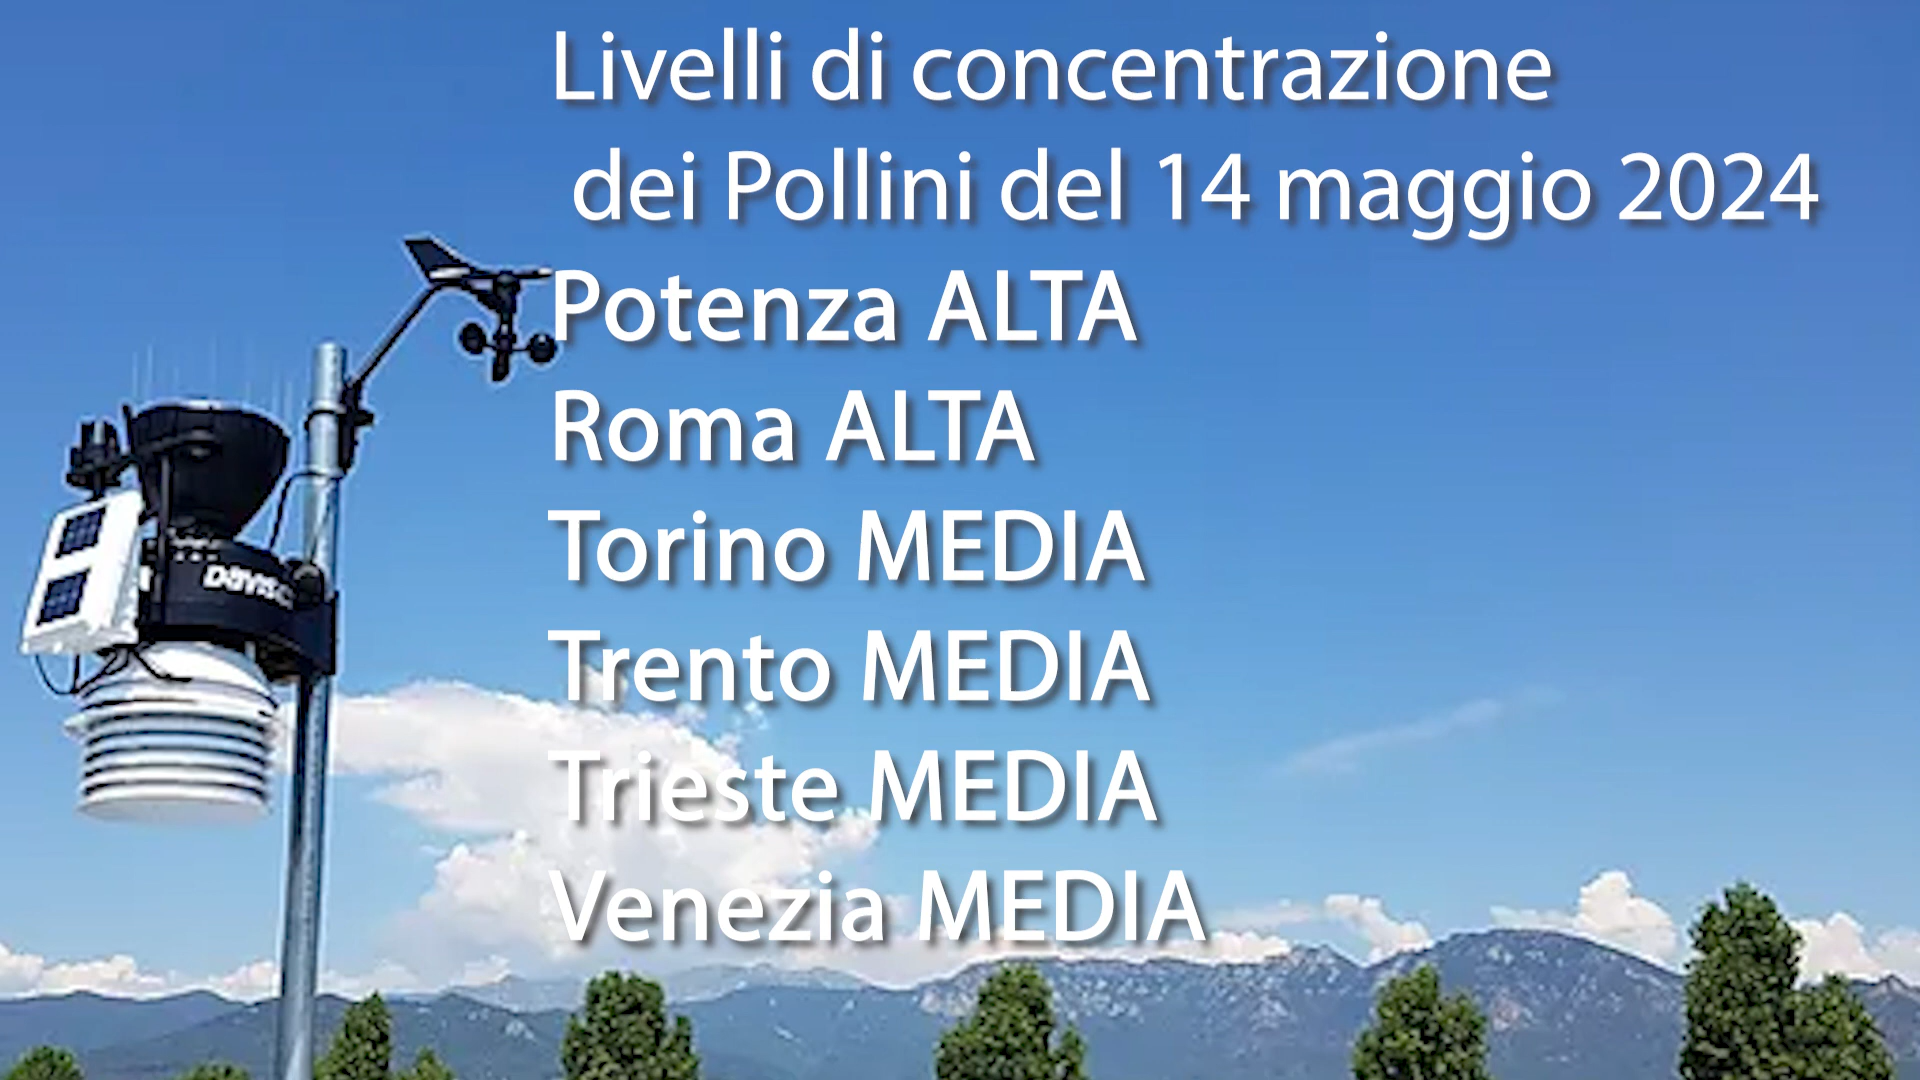 Livelli di concentrazione
dei Pollini del 14 maggio 2024
Potenza ALTA
Roma ALTA
Torino MEDIA
Trento MEDIA
Trieste MEDIA
Venezia MEDIA
DAVIS